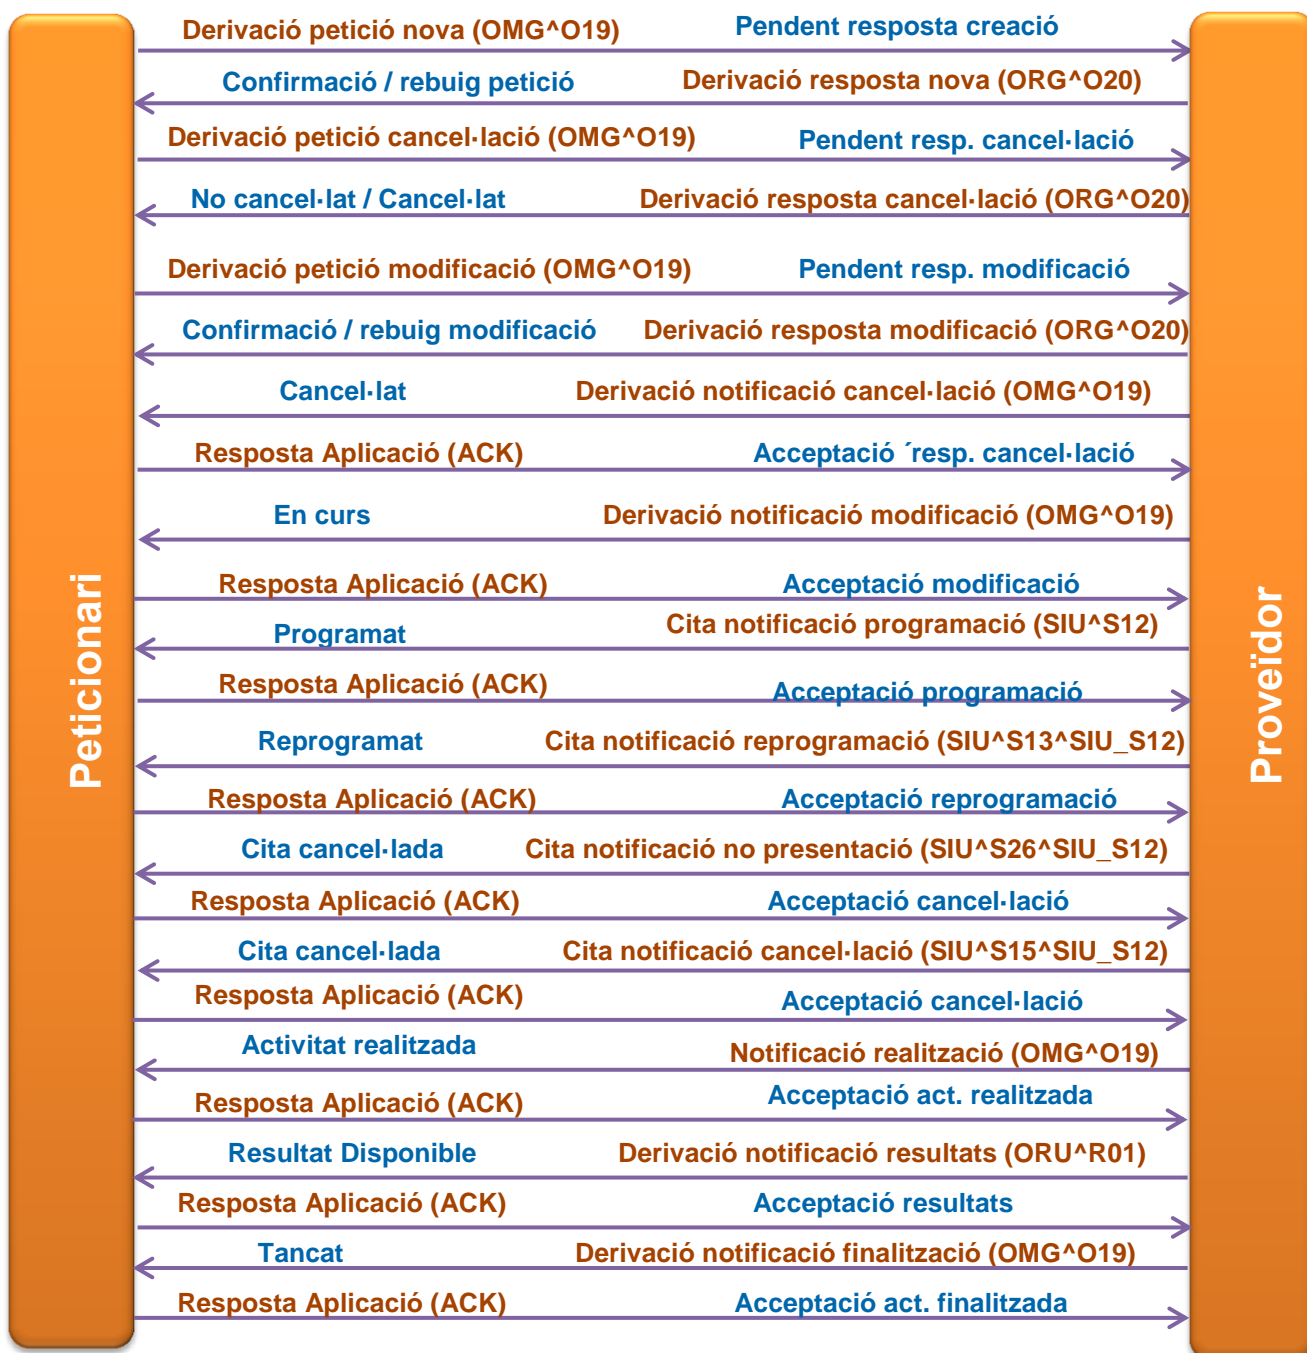 Derivació petició nova (OMG^O19)
Pendent resposta creació
Confirmació / rebuig petició
Derivació resposta nova (ORG^O20)
Derivació petició cancel·lació (OMG^O19)
Pendent resp. cancel·lació
No cancel·lat / Cancel·lat
Derivació resposta cancel·lació (ORG^O20)
Derivació petició modificació (OMG^O19)
Pendent resp. modificació
Confirmació / rebuig modificació
Derivació resposta modificació (ORG^O20)
Cancel·lat
Derivació notificació cancel·lació (OMG^O19)
Resposta Aplicació (ACK)
Acceptació ´resp. cancel·lació
En curs
Derivació notificació modificació (OMG^O19)
Resposta Aplicació (ACK)
Acceptació modificació
Programat
Cita notificació programació (SIU^S12)
Resposta Aplicació (ACK)
Acceptació programació
Reprogramat
Cita notificació reprogramació (SIU^S13^SIU_S12)
Resposta Aplicació (ACK)
Acceptació reprogramació
Cita cancel·lada
Cita notificació no presentació (SIU^S26^SIU_S12)
Resposta Aplicació (ACK)
Acceptació cancel·lació
Cita cancel·lada
Cita notificació cancel·lació (SIU^S15^SIU_S12)
Resposta Aplicació (ACK)
Acceptació cancel·lació
Activitat realitzada
Notificació realització (OMG^O19)
Resposta Aplicació (ACK)
Acceptació act. realitzada
Resultat Disponible
Derivació notificació resultats (ORU^R01)
Resposta Aplicació (ACK)
Acceptació resultats
Tancat
Derivació notificació finalització (OMG^O19)
Resposta Aplicació (ACK)
Acceptació act. finalitzada
Peticionari
Proveïdor